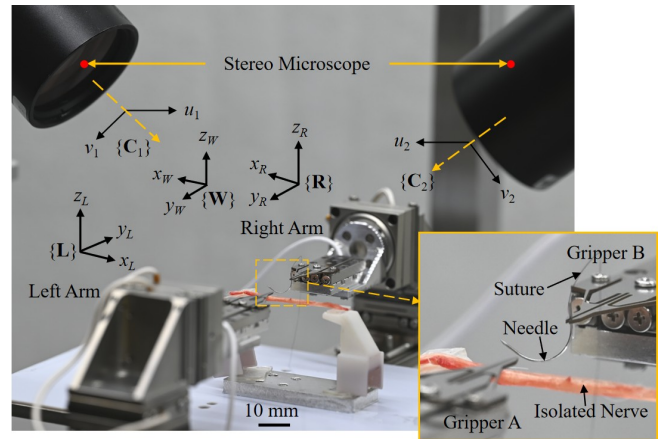 Stereo Microscope
u1
v1
{C1}
zW
xW
yW
{W}
zR
xR
yR
{R}
u2
{C2}
v2
zL
yL
{L}
xL
Right Arm
Left Arm
10 mm
Gripper B
Suture
Needle
Gripper A
Isolated Nerve